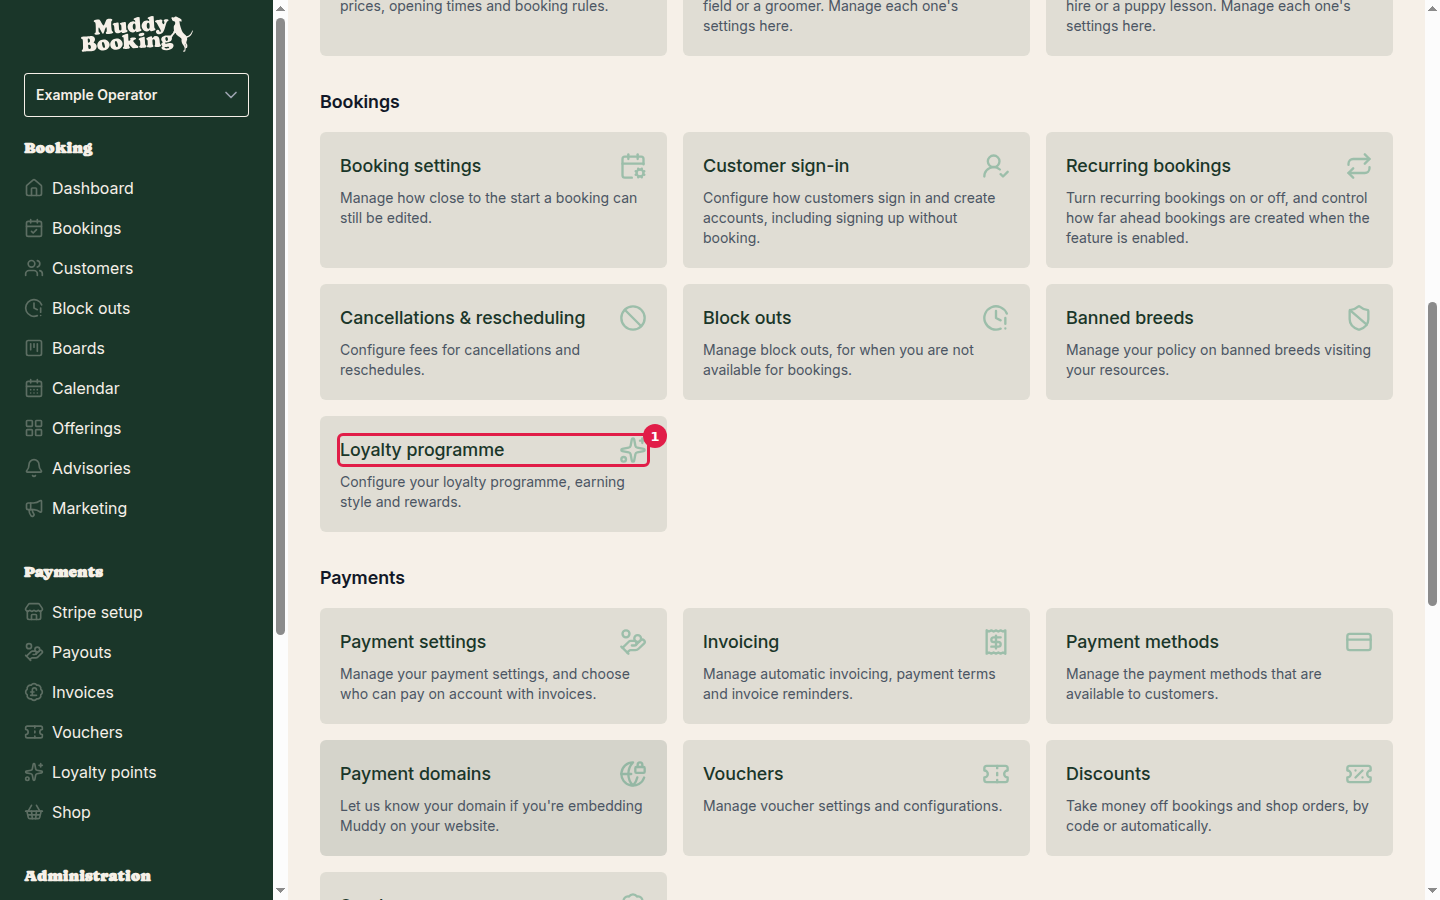 Muddy
Booking
Example Operator
Booking
Dashboard
Bookings
Customers
Block outs
Boards
Calendar
Offerings
Advisories
Marketing
Payments
Stripe setup
Payouts
Invoices
Vouchers
Loyalty points
Shop
Administration
prices, opening times and booking rules.
field or a groomer. Manage each one's
settings here.
hire or a puppy lesson. Manage each one's
settings here.
Bookings
Booking settings
Manage how close to the start a booking can
still be edited.
Customer sign-in
Configure how customers sign in and create
accounts, including signing up without
booking.
Recurring bookings
Turn recurring bookings on or off, and control
how far ahead bookings are created when the
feature is enabled.
Cancellations & rescheduling
Configure fees for cancellations and
reschedules.
Block outs
Manage block outs, for when you are not
available for bookings.
Banned breeds
Manage your policy on banned breeds visiting
your resources.
Loyalty programme
1
Configure your loyalty programme, earning
style and rewards.
Payments
Payment settings
Manage your payment settings, and choose
who can pay on account with invoices.
Invoicing
Manage automatic invoicing, payment terms
and invoice reminders.
Payment methods
Manage the payment methods that are
available to customers.
Payment domains
Let us know your domain if you're embedding
Muddy on your website.
Vouchers
Manage voucher settings and configurations.
Discounts
Take money off bookings and shop orders, by
code or automatically.